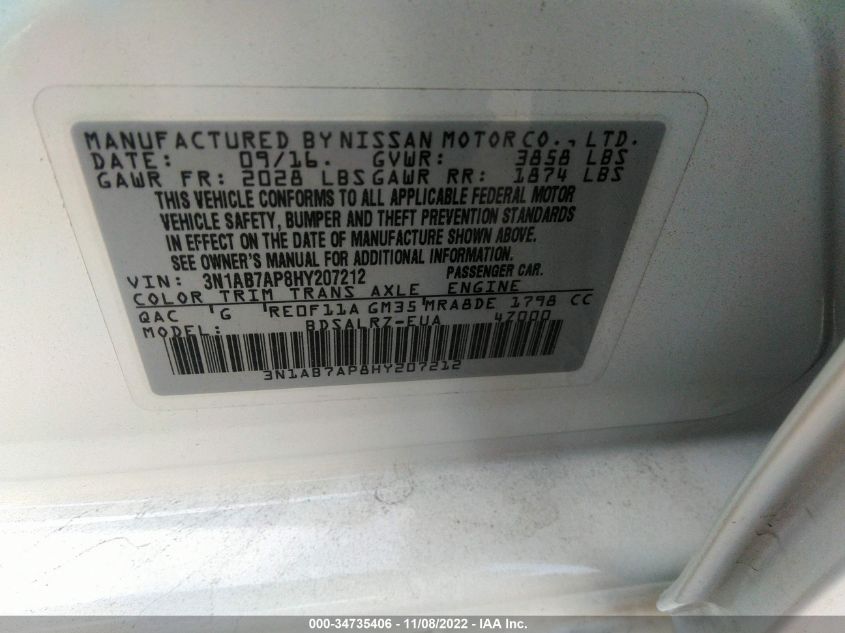 MANUFACTURED BY NISSAN MOTOR CO., LTD.
DATE: 09/16. GVWR: 3858 LBS
GAWR FR: 2028 LBS GAWR RR: 1874 LBS
THIS VEHICLE CONFORMS TO ALL APPLICABLE FEDERAL MOTOR
VEHICLE SAFETY, BUMPER AND THEFT PREVENTION STANDARDS
IN EFFECT ON THE DATE OF MANUFACTURE SHOWN ABOVE.
SEE OWNER'S MANUAL FOR ADDITIONAL INFORMATION.
VIN: 3N1AB7AP8HY207212 PASSENGER CAR.
COLOR TRIM TRANS AXLE ENGINE
QAC 'G 'RE0F11A GM35'MRA8DE 1798 CC
MODEL: BDSALR7-EUA 47000
3N1AB7AP8HY207212
000-34735406 - 11/08/2022 - IAA Inc.